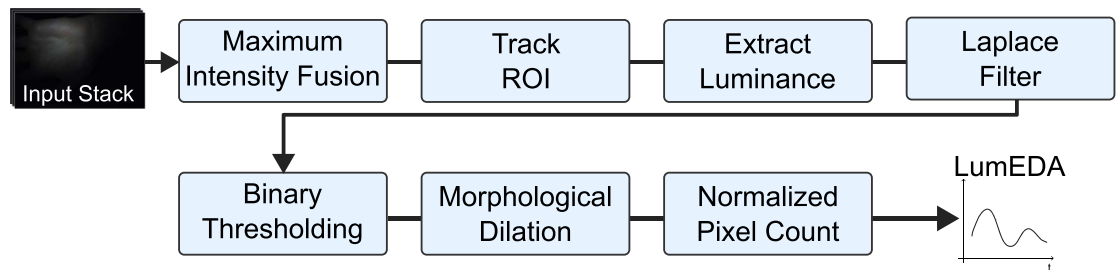 Input Stack
Maximum
Intensity Fusion
Track
ROI
Extract
Luminance
Laplace
Filter
Binary
Thresholding
Morphological
Dilation
Normalized
Pixel Count
LumEDA
t